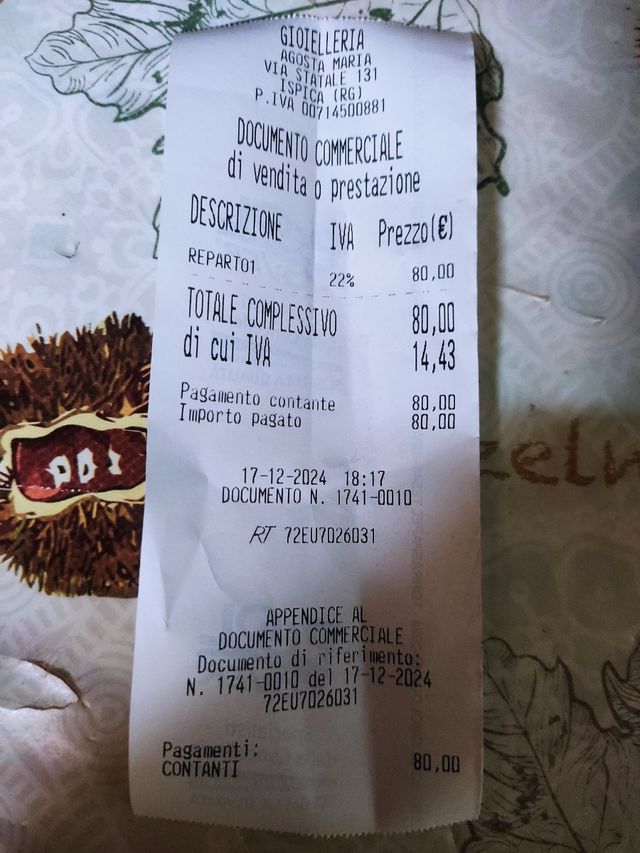 GIOIELLERIA
AGOSTA MARIA
VIA STATALE 131
ISPICA (RG)
P.IVA 00714500881
DOCUMENTO COMMERCIALE
di vendita o prestazione
DESCRIZIONE IVA Prezzo(€)
REPARTO1 22% 80,00
TOTALE COMPLESSIVO 80,00
di cui IVA 14,43
Pagamento contante 80,00
Importo pagato 80,00
17-12-2024 18:17
DOCUMENTO N. 1741-0010
RT 72EU7026031
APPENDICE AL
DOCUMENTO COMMERCIALE
Documento di riferimento:
N. 1741-0010 del 17-12-2024
72EU7026031
Pagamenti:
CONTANTI 80,00